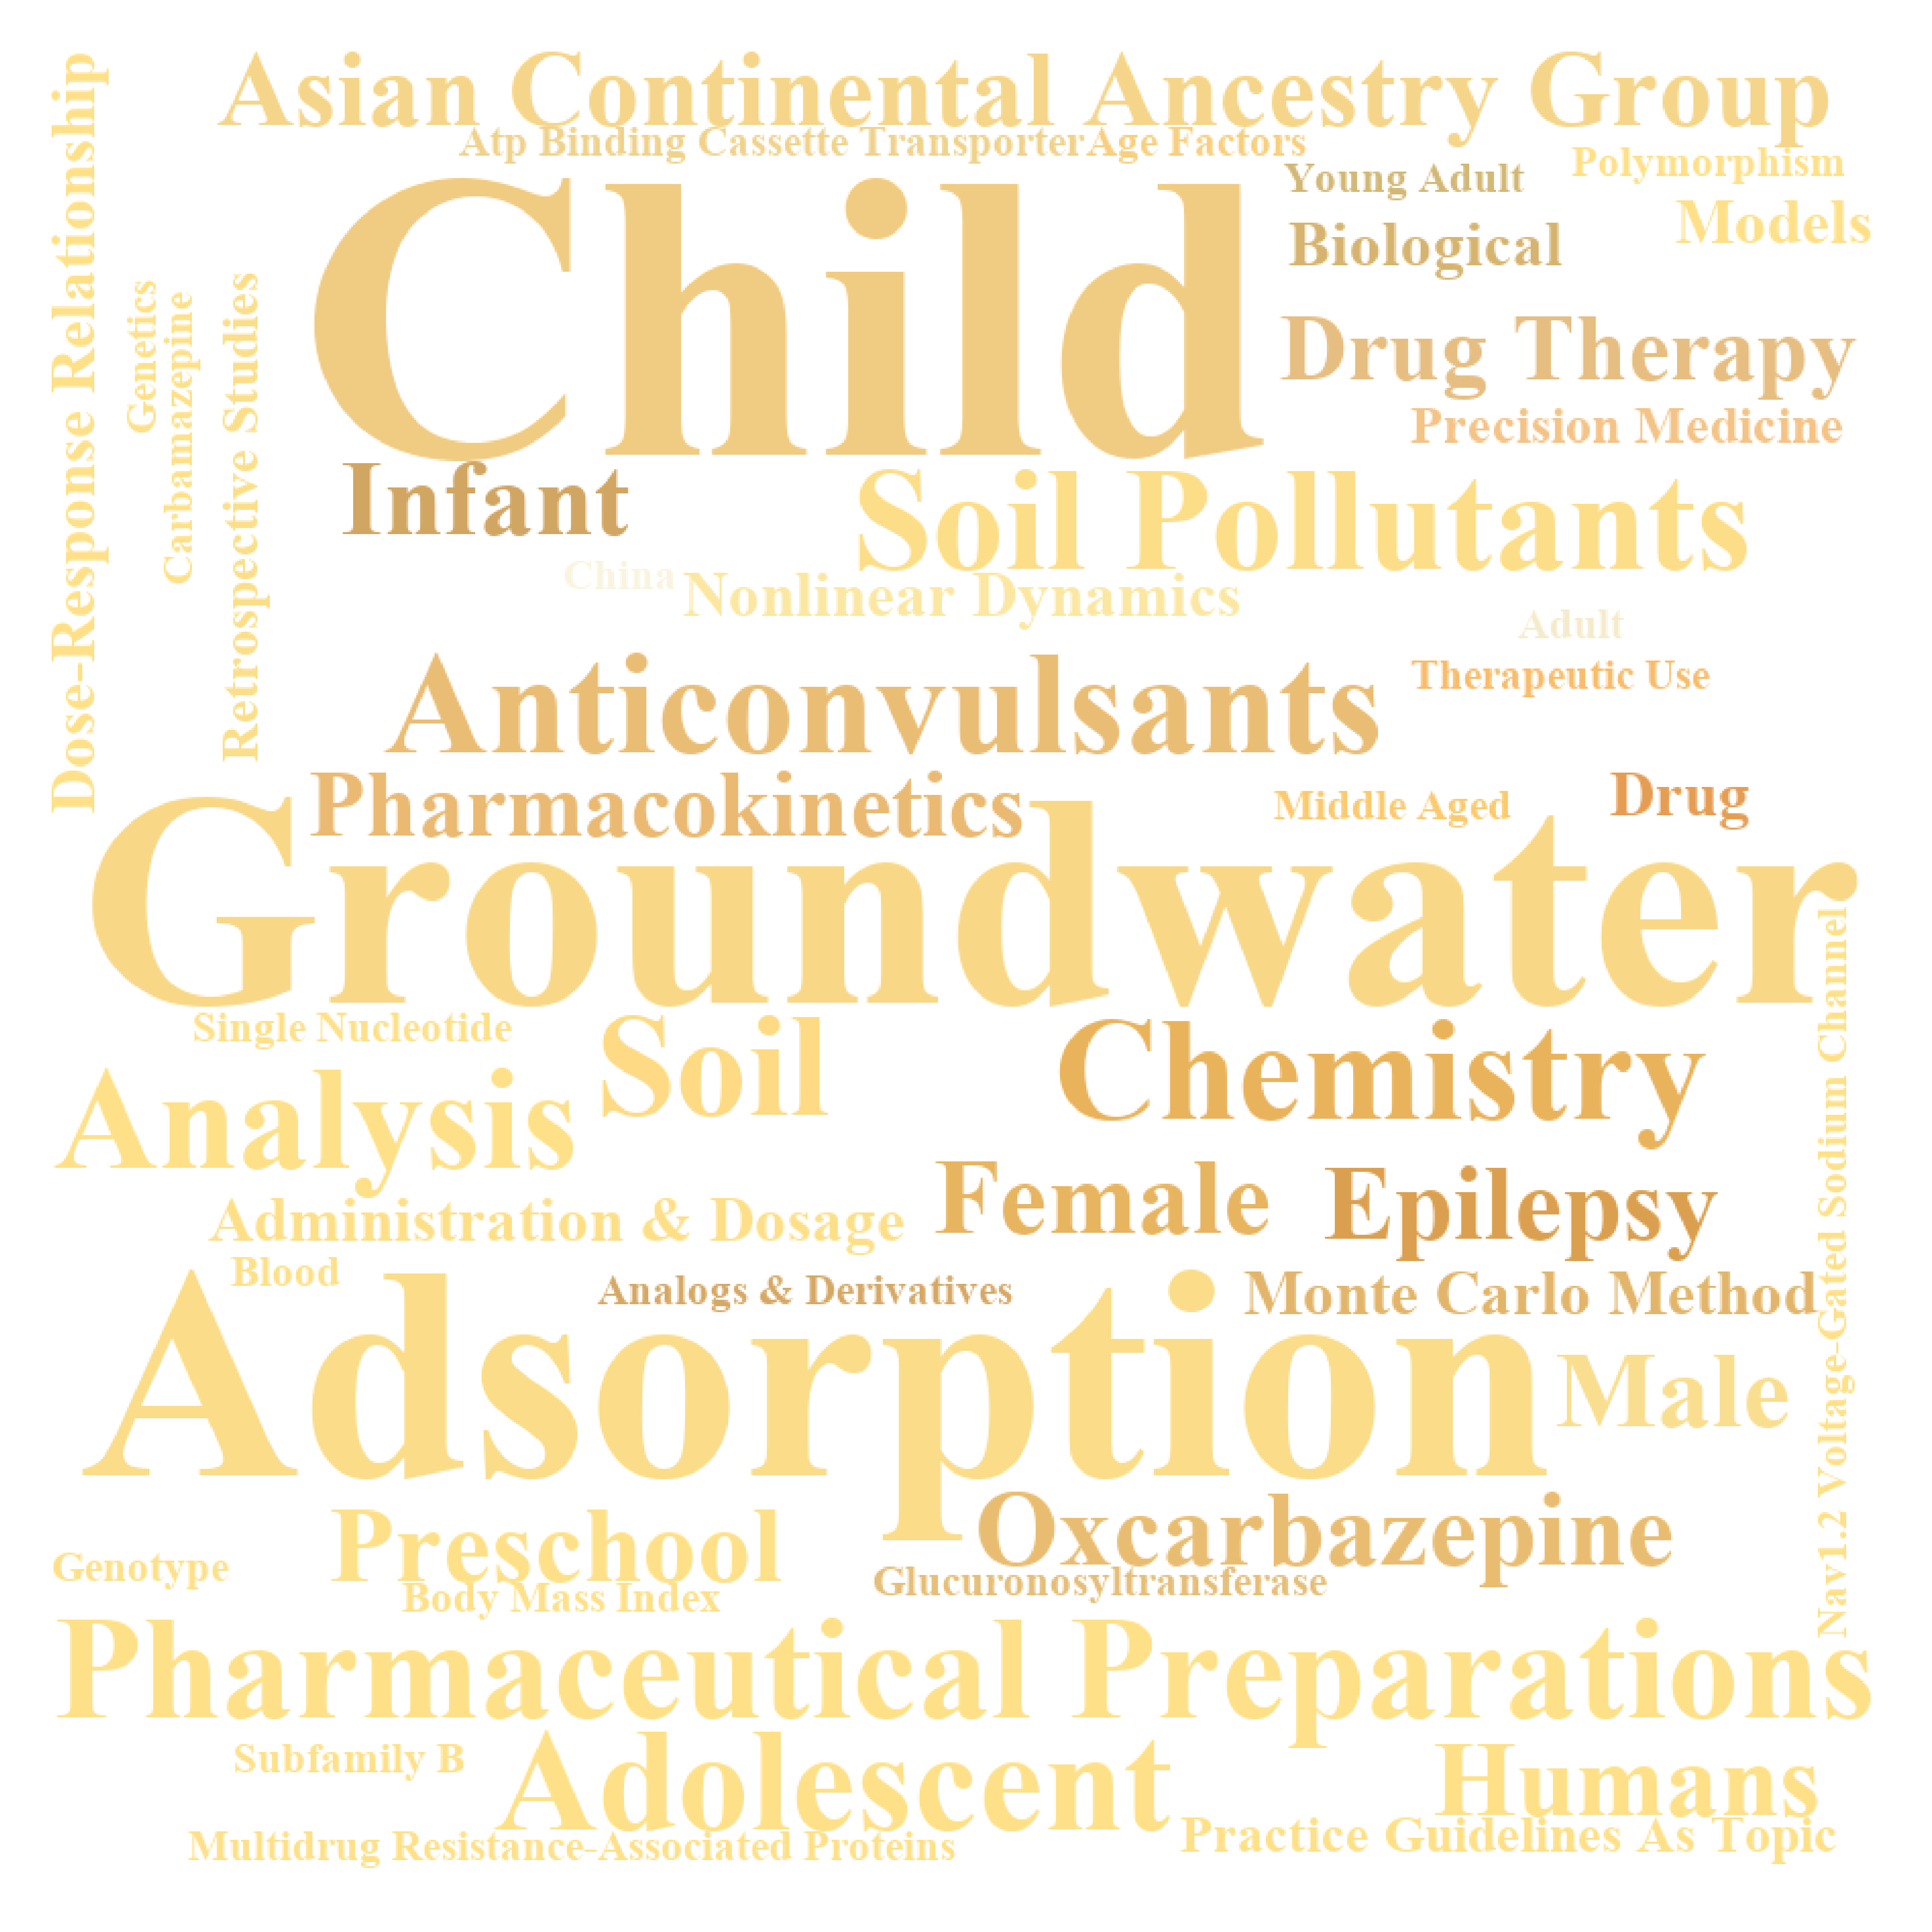 Asian Continental Ancestry Group
Atp Binding Cassette Transporter
Age Factors
Young Adult
Polymorphism
Child
Biological
Models
Dose-Response Relationship
Genetics
Carbamazepine
Retrospective Studies
Drug Therapy
Precision Medicine
Infant
Soil Pollutants
China
Nonlinear Dynamics
Adult
Anticonvulsants
Therapeutic Use
Pharmacokinetics
Middle Aged
Drug
Groundwater
Nav1.2 Voltage-Gated Sodium Channel
Single Nucleotide
Soil
Chemistry
Analysis
Administration & Dosage
Female
Epilepsy
Blood
Analogs & Derivatives
Monte Carlo Method
Adsorption
Male
Preschool
Oxcarbazepine
Genotype
Body Mass Index
Glucuronosyltransferase
Pharmaceutical Preparations
Subfamily B
Adolescent
Humans
Multidrug Resistance-Associated Proteins
Practice Guidelines As Topic